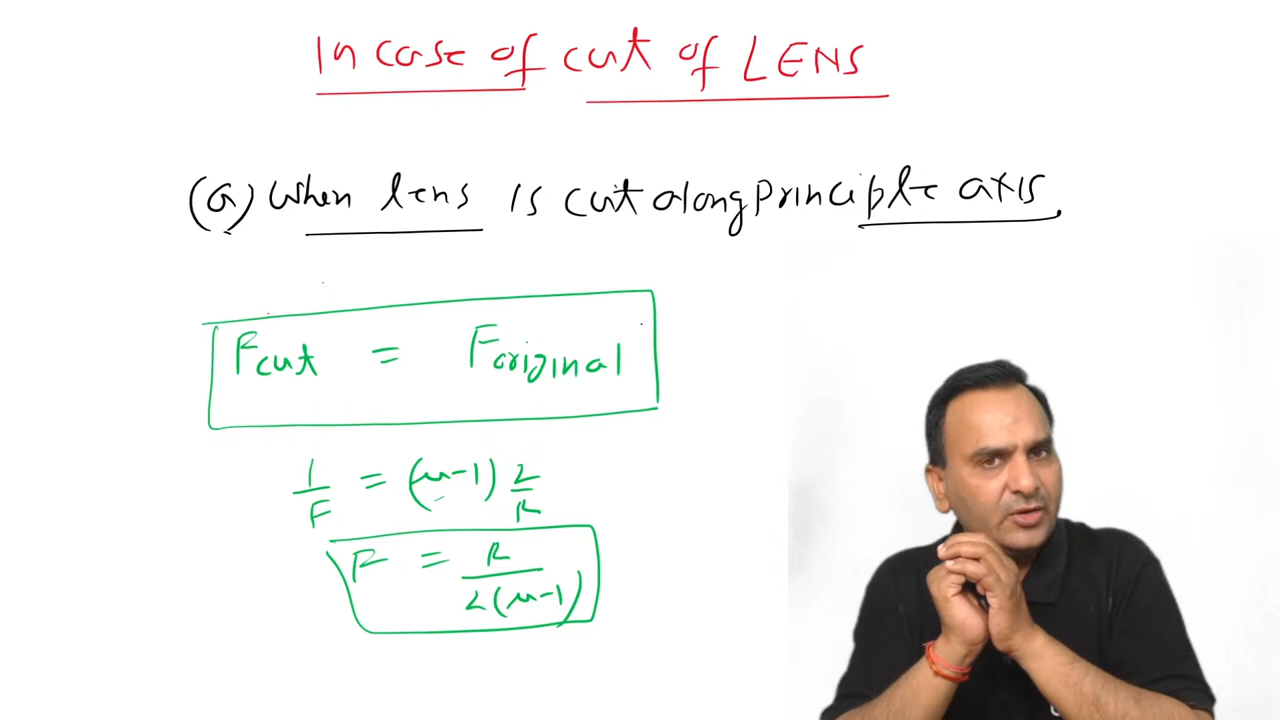 In case of cut of LENS
(a) When lens is cut along principle axis.
Fcut = Foriginal
1/F = (μ-1) 2/R
F = R/2(μ-1)